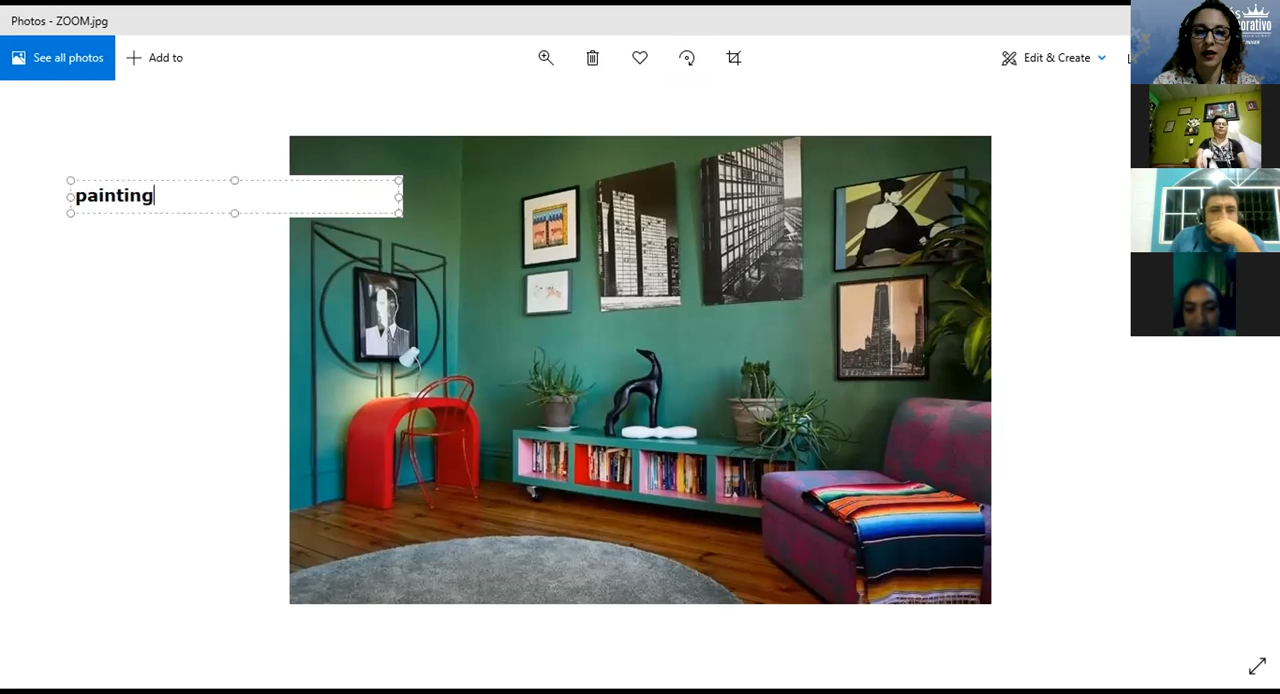 Photos - ZOOM.jpg
See all photos
Add to
Edit & Create
painting